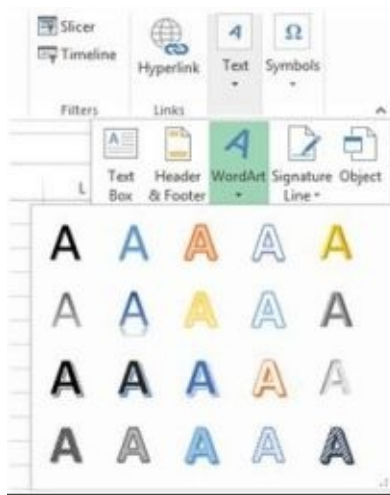 Slicer
Timeline
Hyperlink
Text
Symbols
Filters
Links
L
Text Box
Header & Footer
WordArt
Signature Line
Object
A A A A A
A A A A A
A A A A A
A A A A A